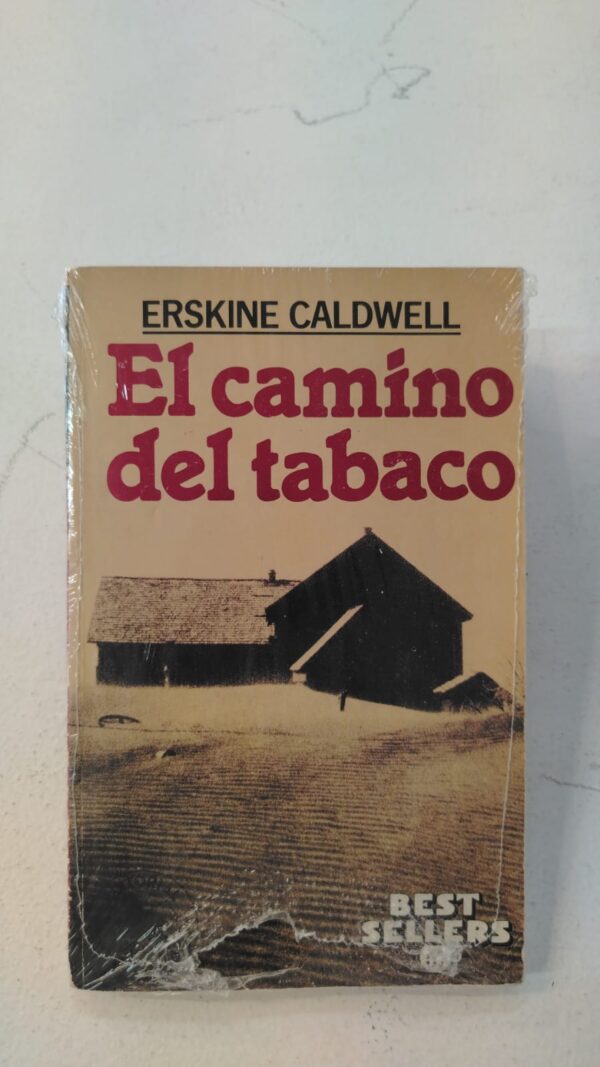 ERSKINE CALDWELL
El camino
del tabaco
BEST
SELLERS